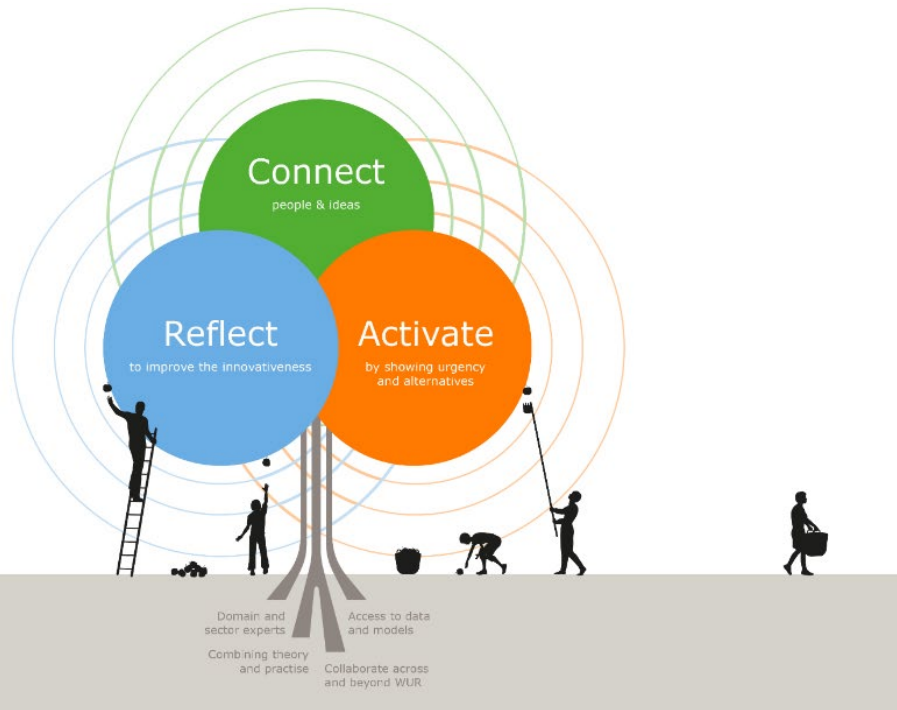 Connect
people & ideas
Reflect
to improve the innovativeness
Activate
by showing urgency
and alternatives
Domain and
sector experts
Access to data
and models
Combining theory
and practise
Collaborate across
and beyond WUR